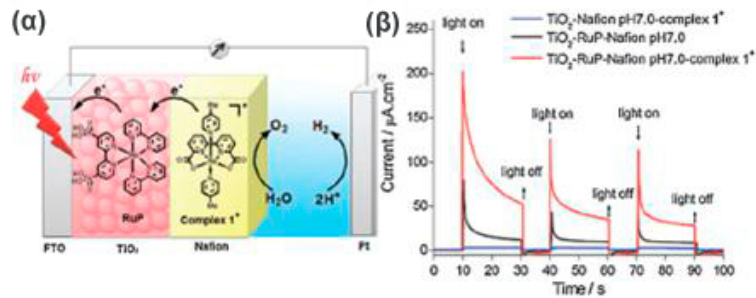 (α)
hν
e⁻
e⁻
RuP
Complex 1⁺
O₂
H₂
H₂O
2H⁺
FTO
TiO₂
Nafion
Pt
(β)
TiO₂-Nafion pH7.0-complex 1⁺
TiO₂-RuP-Nafion pH7.0
TiO₂-RuP-Nafion pH7.0-complex 1⁺
light on
light on
light on
light off
light off
light off
Current / µA.cm⁻²
250
200
150
100
50
0
0 10 20 30 40 50 60 70 80 90 100
Time / s